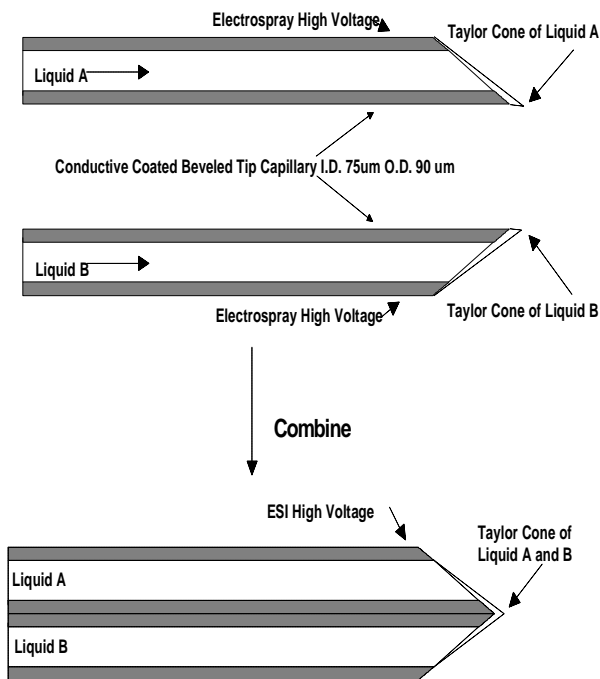 Electrospray High Voltage
Taylor Cone of Liquid A
Liquid A
Conductive Coated Beveled Tip Capillary I.D. 75um O.D. 90 um
Liquid B
Electrospray High Voltage
Taylor Cone of Liquid B
Combine
ESI High Voltage
Taylor Cone of
Liquid A and B
Liquid A
Liquid B